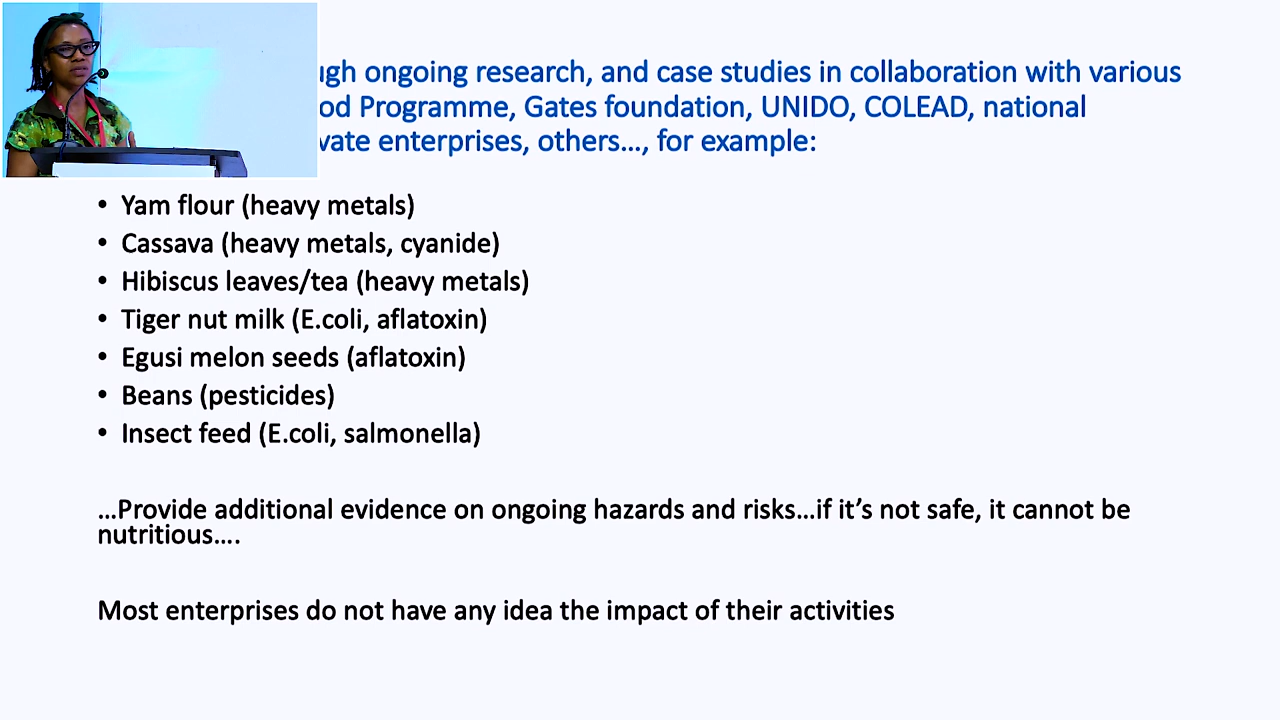 ongoing research, and case studies in collaboration with various
Programme, Gates foundation, UNIDO, COLEAD, national
enterprises, others…, for example:
• Yam flour (heavy metals)
• Cassava (heavy metals, cyanide)
• Hibiscus leaves/tea (heavy metals)
• Tiger nut milk (E.coli, aflatoxin)
• Egusi melon seeds (aflatoxin)
• Beans (pesticides)
• Insect feed (E.coli, salmonella)
…Provide additional evidence on ongoing hazards and risks…if it’s not safe, it cannot be
nutritious….
Most enterprises do not have any idea the impact of their activities